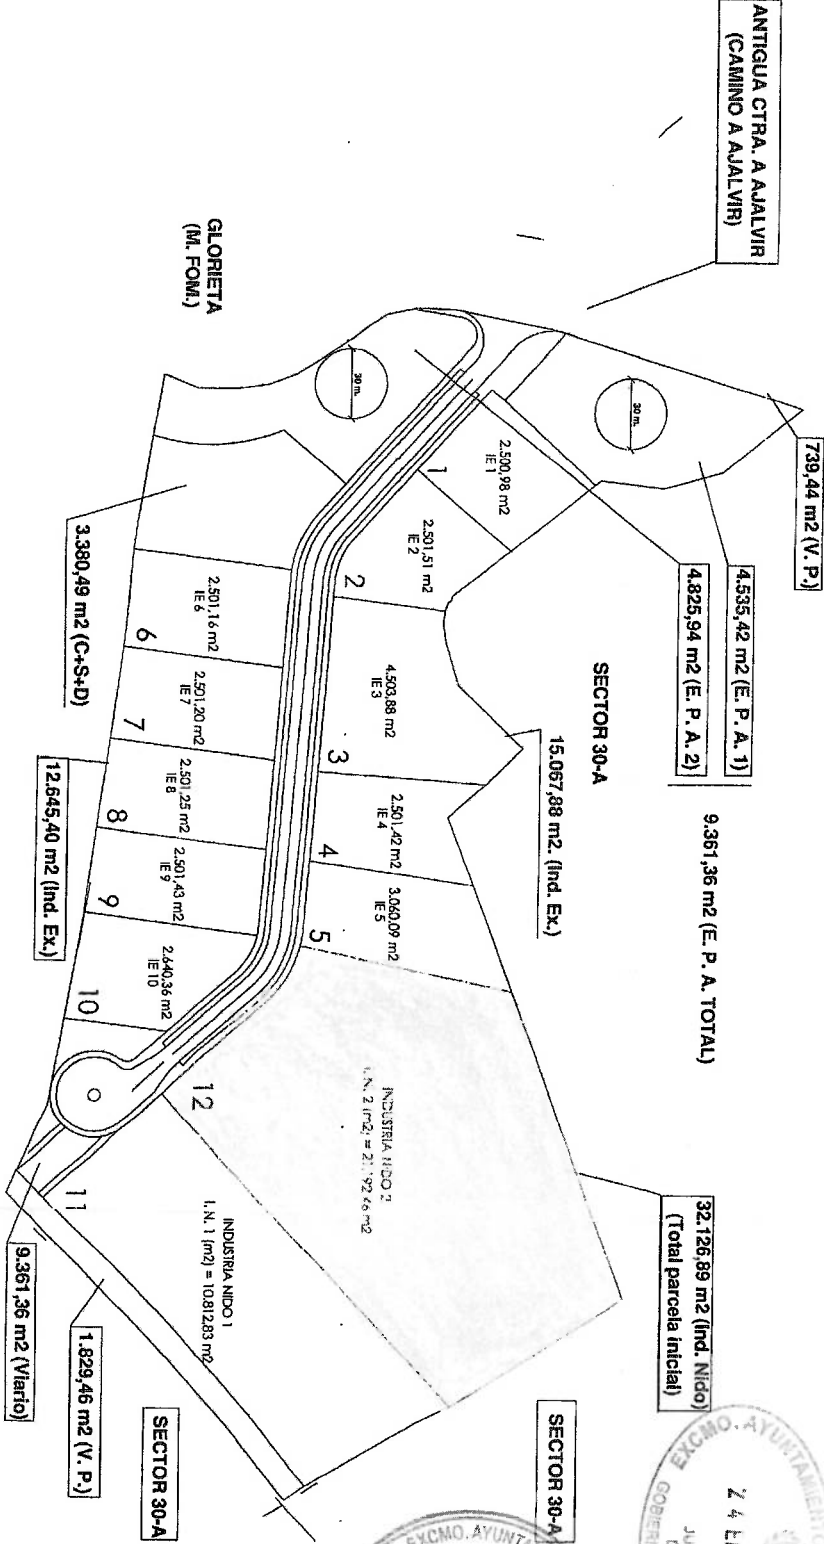 ANTIGUA CTRA. A AJALVIR
(CAMINO A AJALVIR)
GLORIETA
(M. FOM.)
30 m.
30 m.
739,44 m2 (V. P.)
4.535,42 m2 (E. P. A. 1)
4.825,94 m2 (E. P. A. 2)
9.361,36 m2 (E. P. A. TOTAL)
SECTOR 30-A
15.067,88 m2. (Ind. Ex.)
2.500,98 m2
IE 1
1
2.501,51 m2
IE 2
2
4.503,88 m2
IE 3
3
2.501,42 m2
IE 4
4
3.060,09 m2
IE 5
5
3.380,49 m2 (C+S+D)
2.501,16 m2
IE 6
6
2.501,20 m2
IE 7
7
2.501,25 m2
IE 8
8
2.501,43 m2
IE 9
9
2.640,36 m2
IE 10
10
12.645,40 m2 (Ind. Ex.)
INDUSTRIA NIDO 2
I. N. 2 (m2) =
12
INDUSTRIA NIDO 1
I. N. 1 (m2) = 10.812,83 m2
11
32.126,89 m2 (Ind. Nido)
(Total parcela inicial)
9.361,36 m2 (Viario)
1.829,46 m2 (V. P.)
SECTOR 30-A
SECTOR 30-A
EXCMO. AYUNTAMIENTO
24
EXCMO. AYUNTA